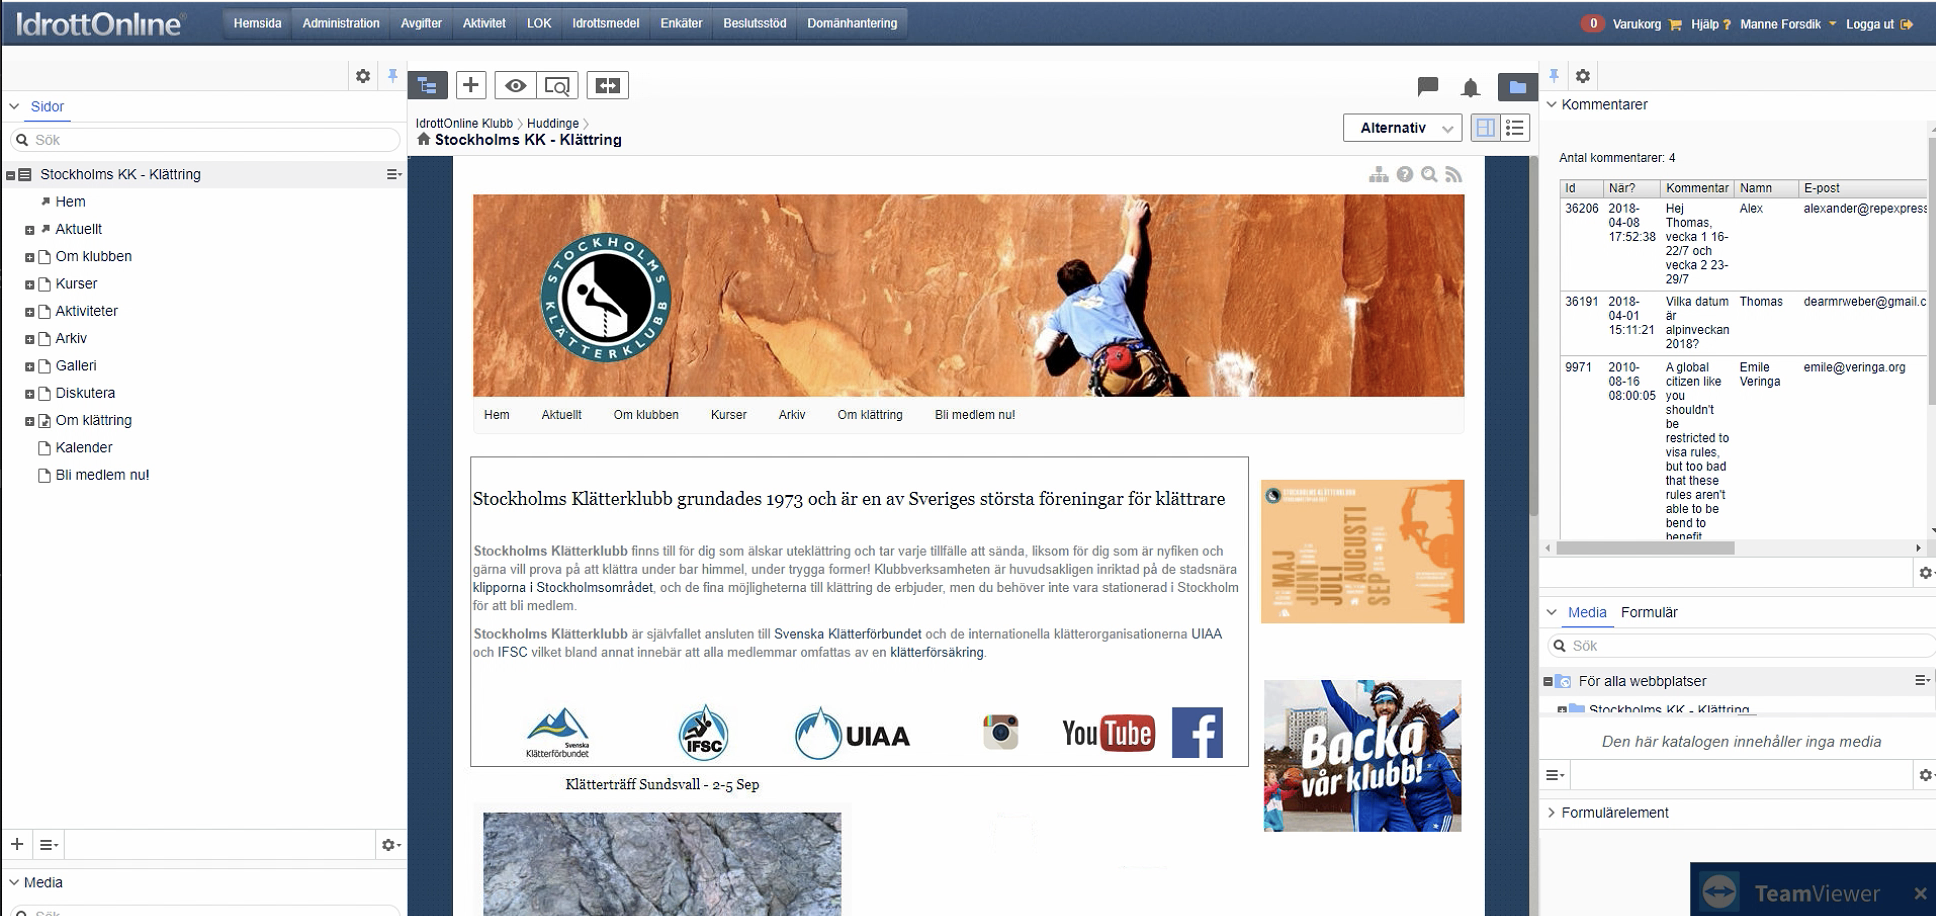 IdrottOnline
Hemsida Administration Avgifter Aktivitet LOK Idrottsmedel Enkäter Beslutsstöd Domänhantering
0 Varukorg Hjälp ? Manne Forsdik Logga ut
Sidor
Sök
Stockholms KK - Klättring
Hem
Aktuellt
Om klubben
Kurser
Aktiviteter
Arkiv
Galleri
Diskutera
Om klättring
Kalender
Bli medlem nu!
Media
Sök
IdrottOnline Klubb Huddinge
Stockholms KK - Klättring
Alternativ
STOCKHOLMS
KLÄTTERKLUBB
Hem Aktuellt Om klubben Kurser Arkiv Om klättring Bli medlem nu!
Stockholms Klätterklubb grundades 1973 och är en av Sveriges största föreningar för klättrare
Stockholms Klätterklubb finns till för dig som älskar uteklättring och tar varje tillfälle att sända, liksom för dig som är nyfiken och
gärna vill prova på att klättra under bar himmel, under trygga former! Klubbverksamheten är huvudsakligen inriktad på de stadsnära
klipporna i Stockholmsområdet, och de fina möjligheterna till klättring de erbjuder, men du behöver inte vara stationerad i Stockholm
för att bli medlem.
Stockholms Klätterklubb är självfallet ansluten till Svenska Klätterförbundet och de internationella klätterorganisationerna UIAA
och IFSC vilket bland annat innebär att alla medlemmar omfattas av en klätterförsäkring.
Svenska
Klätterförbundet
IFSC
UIAA
YouTube
f
Klätterträff Sundsvall - 2-5 Sep
STOCKHOLMS KLÄTTERKLUBB
MAJ
JUNI
JULI
AUGUSTI
SEP
Backa
vår klubb!
Kommentarer
Antal kommentarer: 4
Id När? Kommentar Namn E-post
36206 2018- Hej Alex alexander@repexpress
04-08 Thomas,
17:52:38 vecka 1 16-
22/7 och
vecka 2 23-
29/7
36191 2018- Vilka datum Thomas dearmrweber@gmail.c
04-01 är
15:11:21 alpinveckan
2018?
9971 2010- A global Emile emile@veringa.org
08-16 citizen like Veringa
08:00:05 you
shouldn't
be
restricted to
visa rules,
but too bad
that these
rules aren't
able to be
bend to
benefit
Media Formulär
Sök
För alla webbplatser
Stockholms KK - Klättring
Den här katalogen innehåller inga media
Formulärelement
TeamViewer